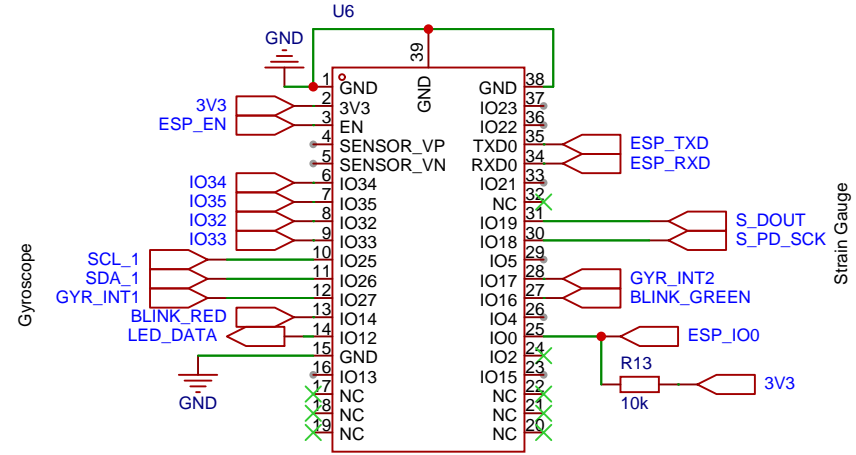 U6
GND
39
GND
1 GND
GND 38
3V3
2 3V3
IO23 37
ESP_EN
3 EN
IO22 36
4 SENSOR_VP
TXD0 35
ESP_TXD
5 SENSOR_VN
RXD0 34
ESP_RXD
IO34
6 IO34
IO21 33
IO35
7 IO35
NC 32
IO32
8 IO32
IO19 31
S_DOUT
IO33
9 IO33
IO18 30
S_PD_SCK
Strain Gauge
Gyroscope
SCL_1
10 IO25
IO5 29
SDA_1
11 IO26
IO17 28
GYR_INT2
GYR_INT1
12 IO27
IO16 27
BLINK_GREEN
BLINK_RED
13 IO14
IO4 26
LED_DATA
14 IO12
IO0 25
ESP_IO0
15 GND
IO2 24
R13
16 IO13
IO15 23
3V3
GND
17 NC
NC 22
10k
18 NC
NC 21
19 NC
NC 20